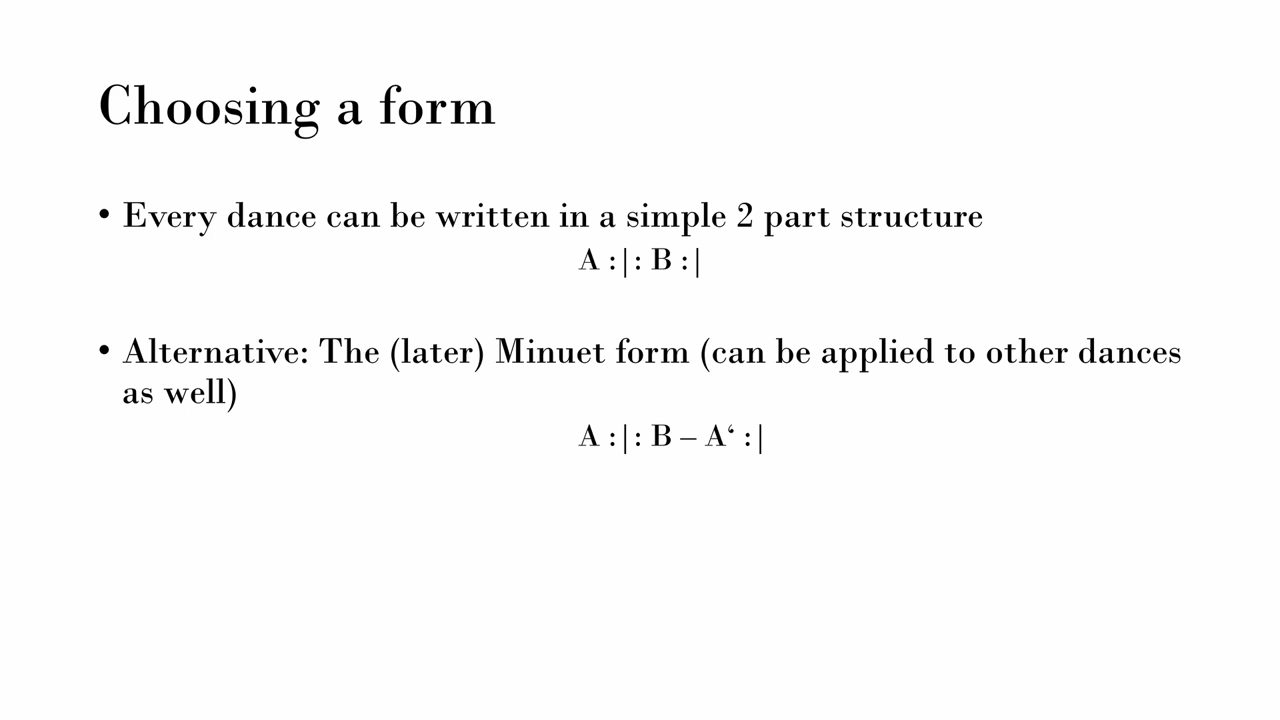 Choosing a form
• Every dance can be written in a simple 2 part structure
A :|: B :|
• Alternative: The (later) Minuet form (can be applied to other dances
as well)
A :|: B – A‘ :|